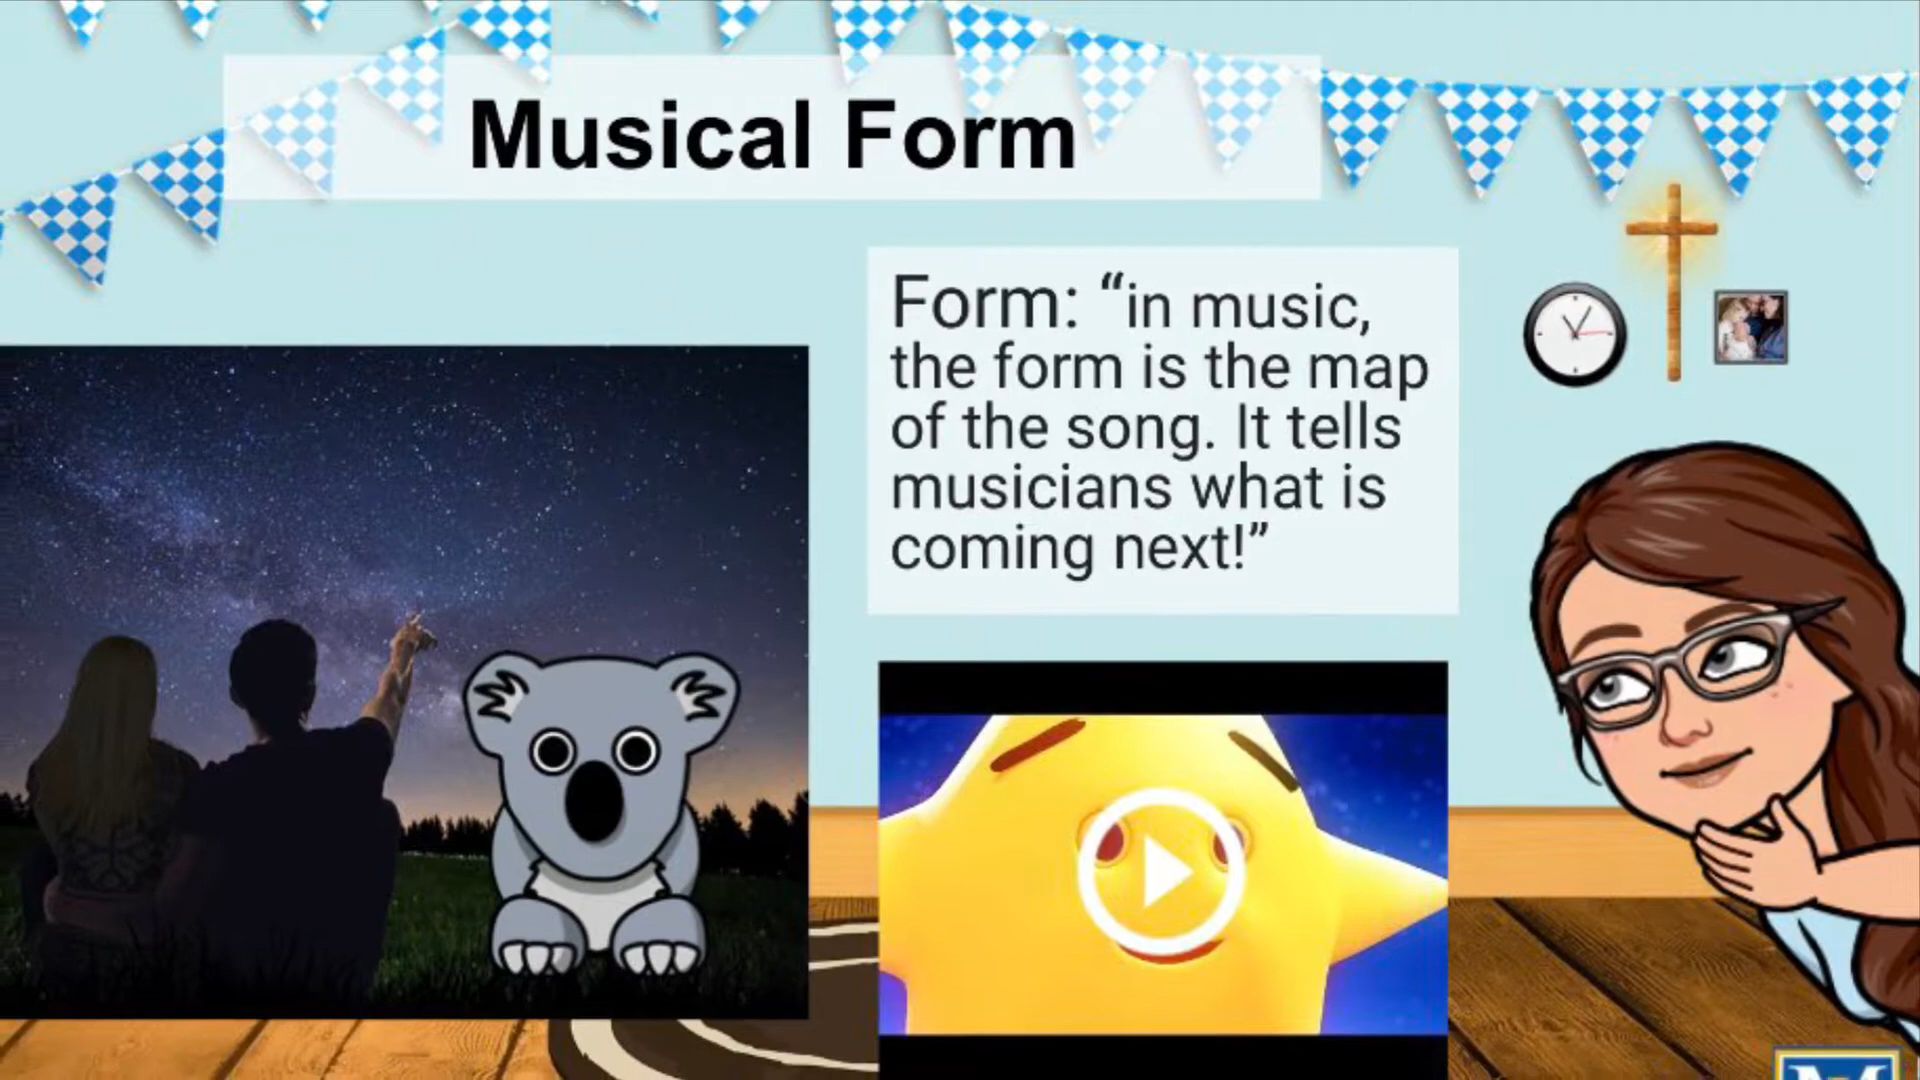 Musical Form
Form: “in music,
the form is the map
of the song. It tells
musicians what is
coming next!”